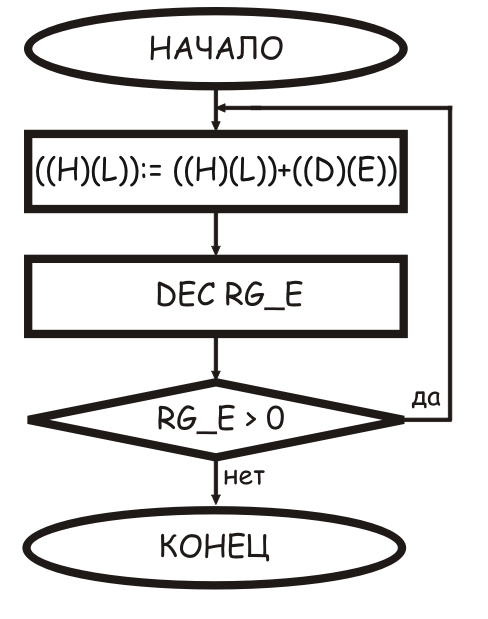 НАЧАЛО
((H)(L)):= ((H)(L))+((D)(E))
DEC RG_E
RG_E > 0
да
нет
КОНЕЦ